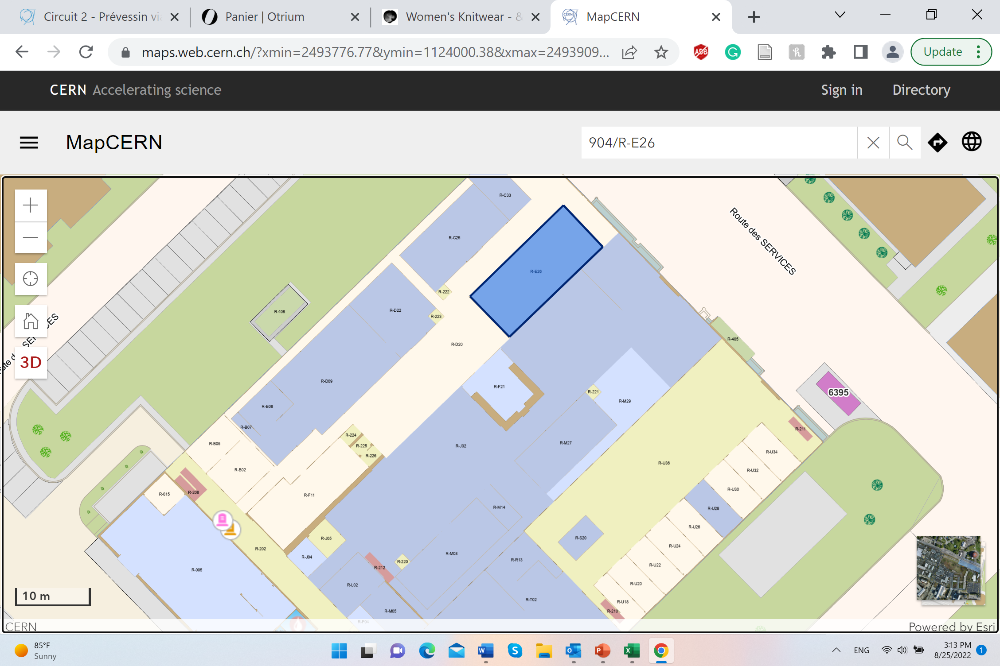 Circuit 2 - Prévessin vi
Panier | Otrium
Women's Knitwear - &
MapCERN
maps.web.cern.ch/?xmin=2493776.77&ymin=1124000.38&xmax=2493909...
Update
CERN Accelerating science
Sign in
Directory
MapCERN
904/R-E26
R-C33
R-C25
Route des SERVICES
R-E26
R-222
R-408
R-D22
R-223
R-D20
R-405
3D
R-D09
R-F21
R-221
6395
R-M29
R-B08
R-B07
R-211
R-224
R-B05
R-225
R-J02
R-M27
R-226
R-U34
R-U36
R-B02
R-U32
R-208
R-015
R-F11
R-U30
R-M14
R-U28
R-U26
R-J05
R-S20
R-202
R-U24
R-J04
R-M08
R-R13
R-220
R-212
R-U22
R-005
R-L02
R-U20
10 m
R-T02
R-U18
R-M05
R-210
R-P04
CERN
Powered by Esri
85°F
Sunny
ENG
3:13 PM
8/25/2022
1